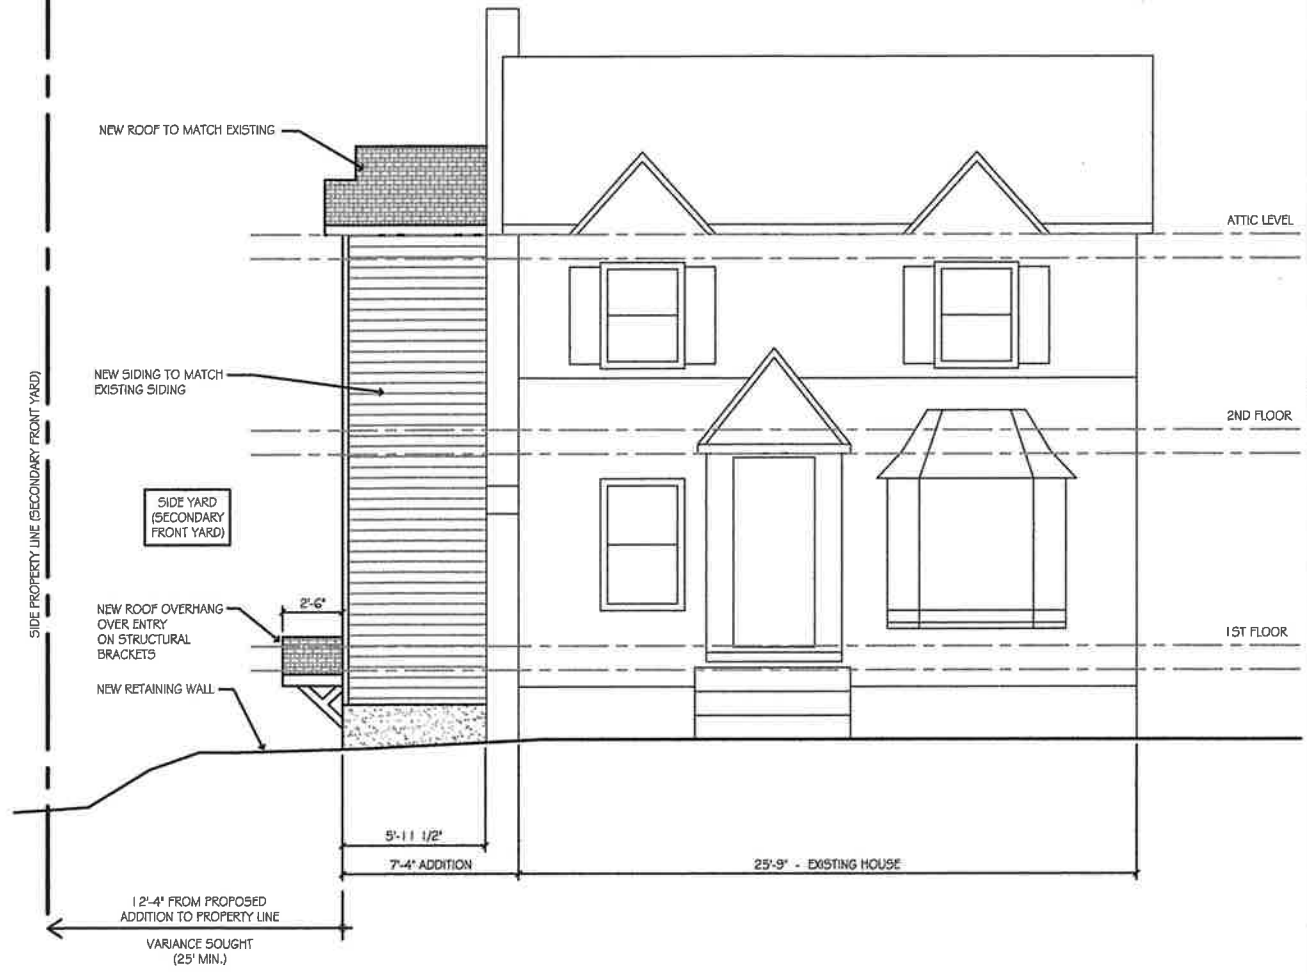 NEW ROOF TO MATCH EXISTING
ATTIC LEVEL
NEW SIDING TO MATCH
EXISTING SIDING
2ND FLOOR
SIDE PROPERTY LINE (SECONDARY FRONT YARD)
SIDE YARD
(SECONDARY
FRONT YARD)
2'-6"
NEW ROOF OVERHANG
OVER ENTRY
ON STRUCTURAL
BRACKETS
1ST FLOOR
NEW RETAINING WALL
5'-11 1/2"
7'-4" ADDITION
25'-9" - EXISTING HOUSE
12'-4" FROM PROPOSED
ADDITION TO PROPERTY LINE
VARIANCE SOUGHT
(25' MIN.)